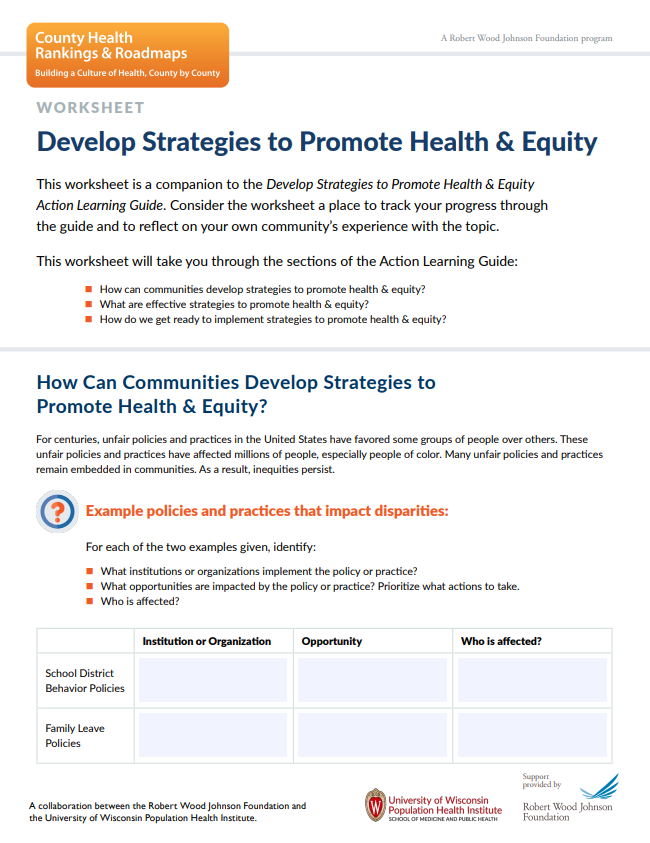 County Health
Rankings & Roadmaps
Building a Culture of Health, County by County
A Robert Wood Johnson Foundation program
WORKSHEET
Develop Strategies to Promote Health & Equity
This worksheet is a companion to the Develop Strategies to Promote Health & Equity
Action Learning Guide. Consider the worksheet a place to track your progress through
the guide and to reflect on your own community's experience with the topic.
This worksheet will take you through the sections of the Action Learning Guide:
■ How can communities develop strategies to promote health & equity?
■ What are effective strategies to promote health & equity?
■ How do we get ready to implement strategies to promote health & equity?
How Can Communities Develop Strategies to
Promote Health & Equity?
For centuries, unfair policies and practices in the United States have favored some groups of people over others. These
unfair policies and practices have affected millions of people, especially people of color. Many unfair policies and practices
remain embedded in communities. As a result, inequities persist.
?
Example policies and practices that impact disparities:
For each of the two examples given, identify:
■ What institutions or organizations implement the policy or practice?
■ What opportunities are impacted by the policy or practice? Prioritize what actions to take.
■ Who is affected?
Institution or Organization
Opportunity
Who is affected?
School District
Behavior Policies
Family Leave
Policies
A collaboration between the Robert Wood Johnson Foundation and
the University of Wisconsin Population Health Institute.
W
University of Wisconsin
Population Health Institute
SCHOOL OF MEDICINE AND PUBLIC HEALTH
Support
provided by
Robert Wood Johnson
Foundation